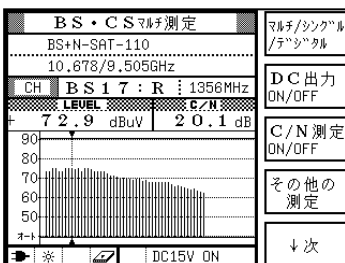 BS・CSマルチ測定
BS+N-SAT-110
10.678/9.505GHz
CH BS17:R 1356MHz
LEVEL C/N
+ 72.9 dBuV 20.1 dB
90
80
70
60
50
オート
DC15V ON
マルチ/シングル
/デジタル
DC出力
ON/OFF
C/N測定
ON/OFF
その他の
測定
↓次